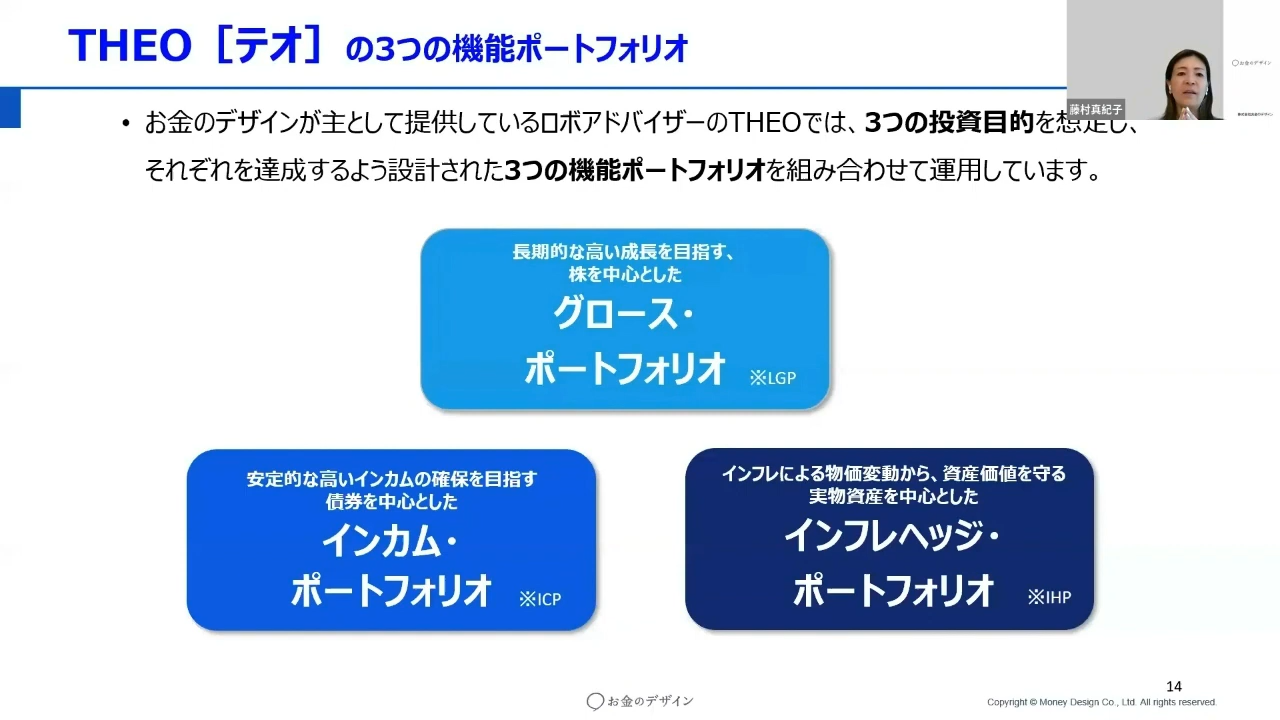 THEO［テオ］の3つの機能ポートフォリオ
お金のデザイン
藤村真紀子
• お金のデザインが主として提供しているロボアドバイザーのTHEOでは、3つの投資目的を想定し、
それぞれを達成するよう設計された3つの機能ポートフォリオを組み合わせて運用しています。
長期的な高い成長を目指す、
株を中心とした
グロース・
ポートフォリオ ※LGP
安定的な高いインカムの確保を目指す
債券を中心とした
インカム・
ポートフォリオ ※ICP
インフレによる物価変動から、資産価値を守る
実物資産を中心とした
インフレヘッジ・
ポートフォリオ ※IHP
14
お金のデザイン
Copyright © Money Design Co., Ltd. All rights reserved.